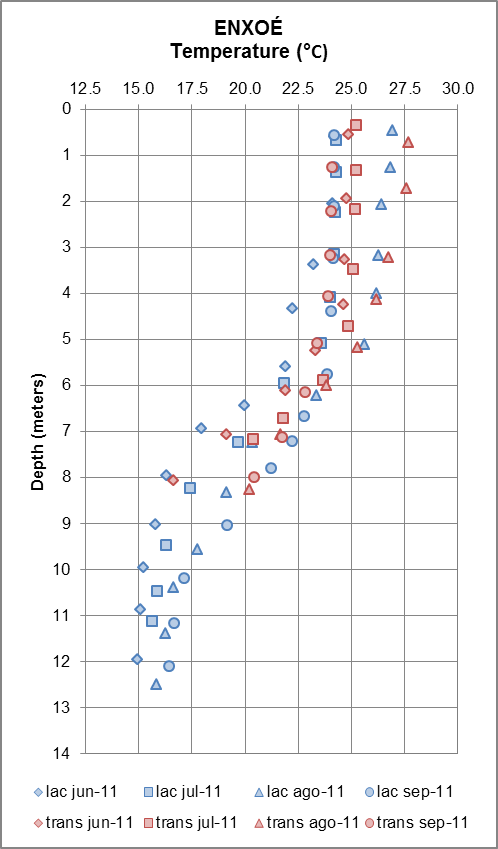 ENXOÉ
Temperature (°C)
12.5 15.0 17.5 20.0 22.5 25.0 27.5 30.0
0
1
2
3
4
5
6
7
8
9
10
11
12
13
14
Depth (meters)
lac jun-11 lac jul-11 lac ago-11 lac sep-11
trans jun-11 trans jul-11 trans ago-11 trans sep-11